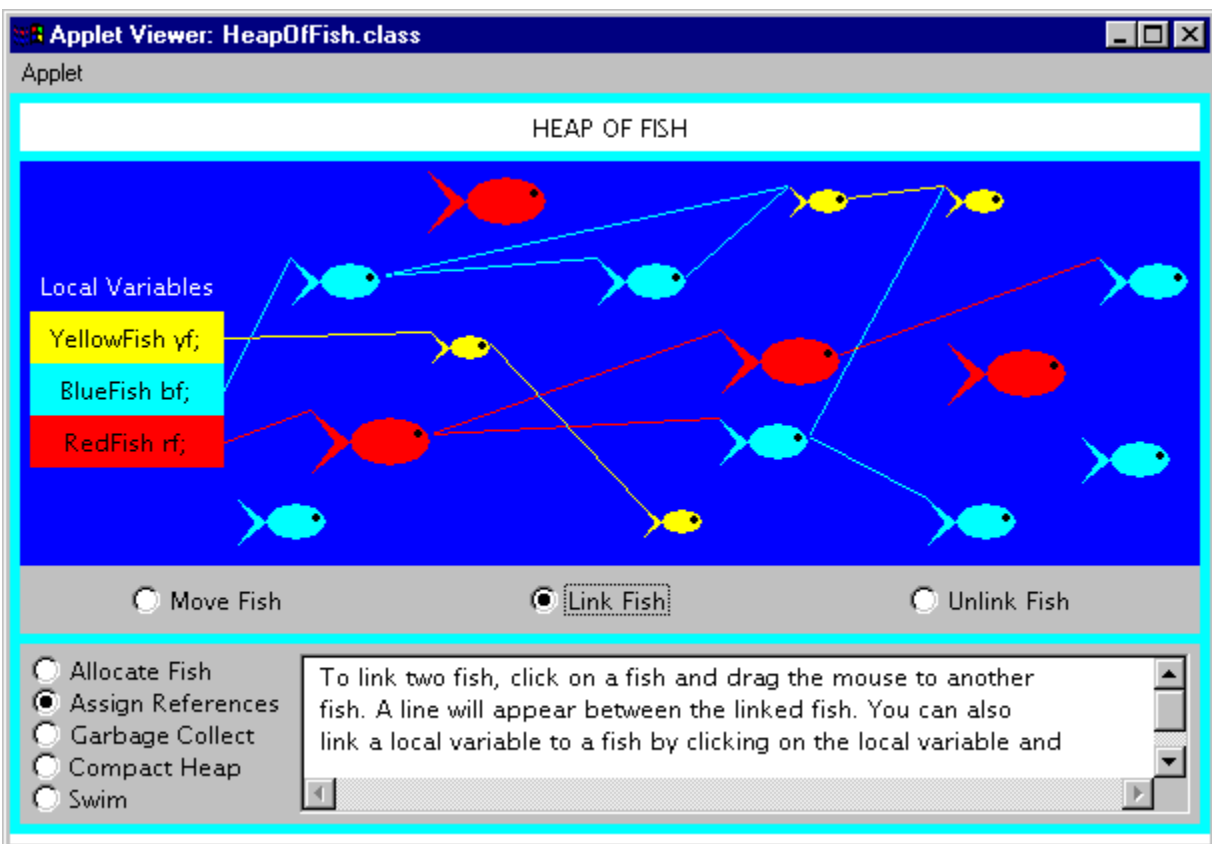 Applet Viewer: HeapOfFish.class
Applet
HEAP OF FISH
Local Variables
YellowFish yf;
BlueFish bf;
RedFish rf;
Move Fish
Link Fish
Unlink Fish
Allocate Fish
Assign References
Garbage Collect
Compact Heap
Swim
To link two fish, click on a fish and drag the mouse to another
fish. A line will appear between the linked fish. You can also
link a local variable to a fish by clicking on the local variable and